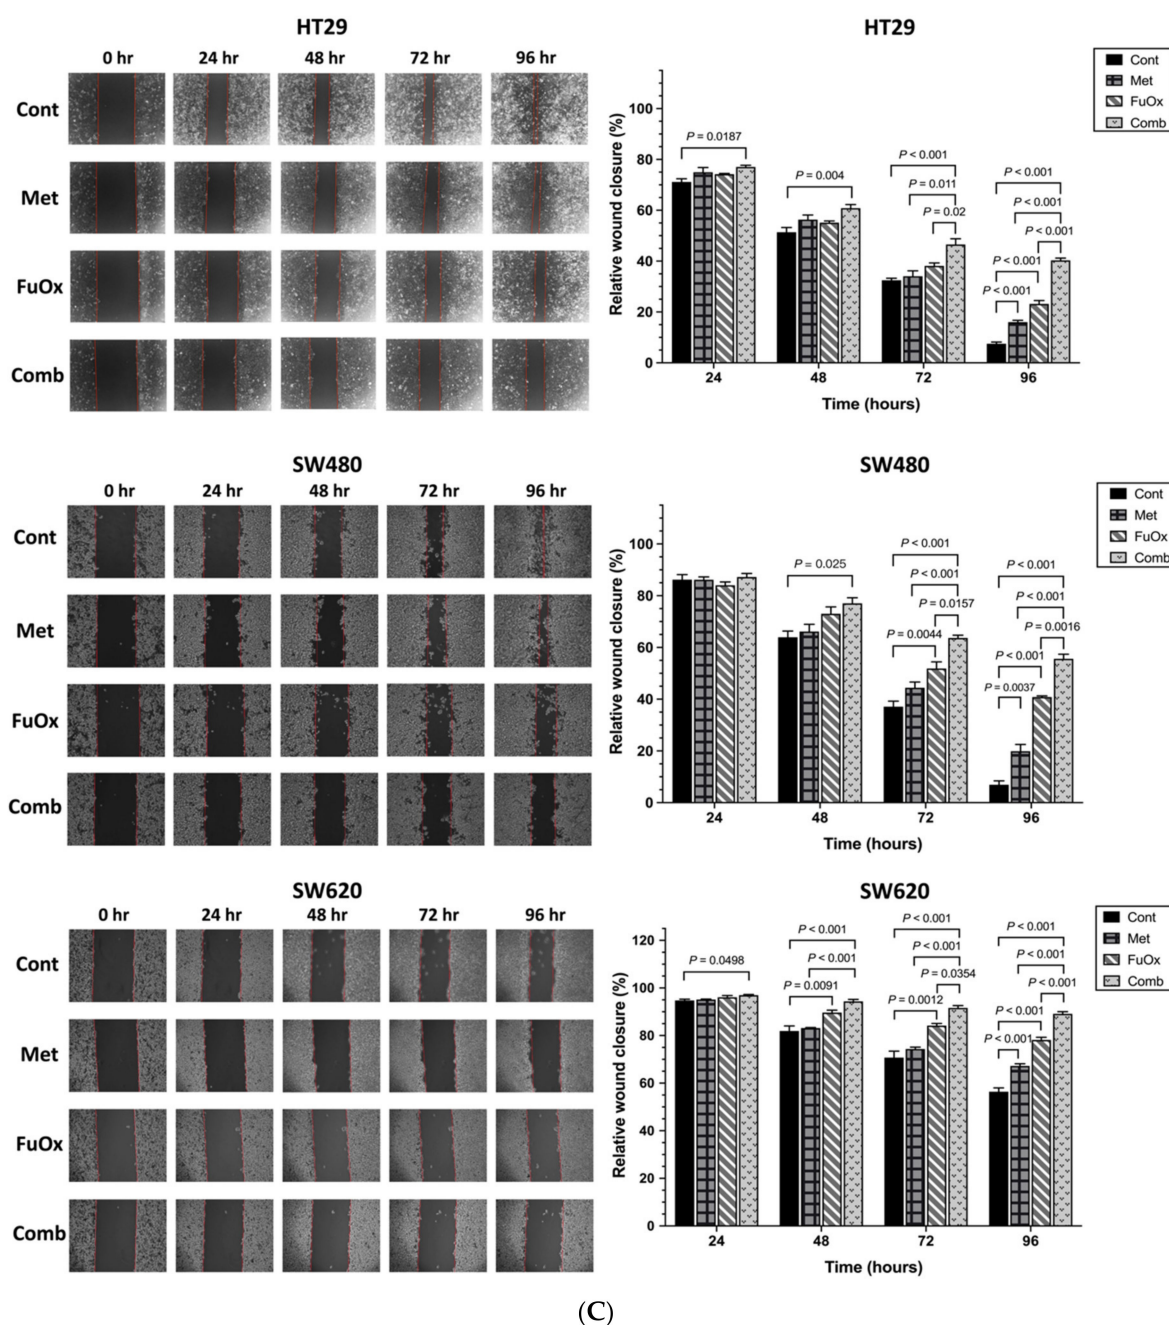 HT29
0 hr 24 hr 48 hr 72 hr 96 hr
Cont
Met
FuOx
Comb
HT29
Cont
Met
FuOx
Comb
Relative wound closure (%)
100
80
60
40
20
0
P = 0.0187
P = 0.004
P < 0.001
P = 0.011
P = 0.02
P < 0.001
P < 0.001
P < 0.001
P < 0.001
P < 0.001
24 48 72 96
Time (hours)
SW480
0 hr 24 hr 48 hr 72 hr 96 hr
Cont
Met
FuOx
Comb
SW480
Cont
Met
FuOx
Comb
Relative wound closure (%)
100
80
60
40
20
0
P = 0.025
P < 0.001
P < 0.001
P = 0.0157
P = 0.0044
P < 0.001
P < 0.001
P = 0.0016
P < 0.001
P = 0.0037
24 48 72 96
Time (hours)
SW620
0 hr 24 hr 48 hr 72 hr 96 hr
Cont
Met
FuOx
Comb
SW620
Cont
Met
FuOx
Comb
Relative wound closure (%)
120
100
80
60
40
20
0
P = 0.0498
P < 0.001
P < 0.001
P = 0.0091
P < 0.001
P < 0.001
P = 0.0354
P = 0.0012
P < 0.001
P < 0.001
P < 0.001
P < 0.001
P < 0.001
24 48 72 96
Time (hours)
(C)